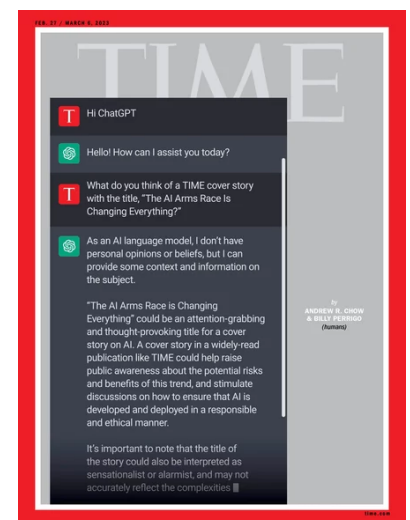 FEB. 27 / MARCH 6, 2023
TIME
T
Hi ChatGPT
Hello! How can I assist you today?
T
What do you think of a TIME cover story
with the title, "The AI Arms Race Is
Changing Everything?"
As an AI language model, I don't have
personal opinions or beliefs, but I can
provide some context and information on
the subject.
"The AI Arms Race is Changing
Everything" could be an attention-grabbing
and thought-provoking title for a cover
story on AI. A cover story in a widely-read
publication like TIME could help raise
public awareness about the potential risks
and benefits of this trend, and stimulate
discussions on how to ensure that AI is
developed and deployed in a responsible
and ethical manner.
It's important to note that the title of
the story could also be interpreted as
sensationalist or alarmist, and may not
accurately reflect the complexities
by
ANDREW R. CHOW
& BILLY PERRIGO
(humans)
time.com